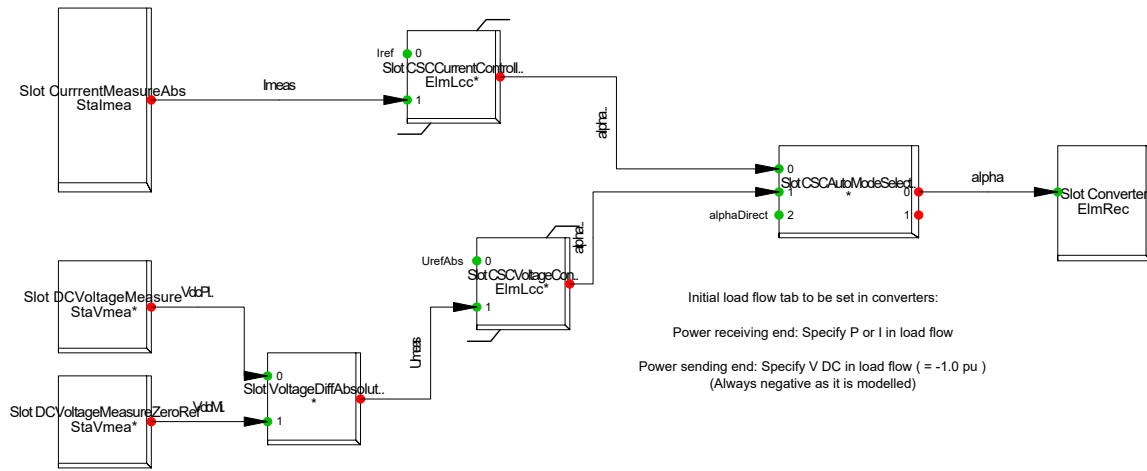 Iref
0
Slot CSCCurrentControll..
ElmLcc*
1
Slot CurrrentMeasureAbs
StaImea
Imeas
alpha..
0
Slot CSCAutoModeSelect..
*
1
alphaDirect
2
0
1
alpha
Slot Converter
ElmRec
UrefAbs
0
Slot CSCVoltageCon..
ElmLcc*
1
alpha..
Slot DCVoltageMeasure
StaVmea*
VdcPl..
Umeas
0
Slot VoltageDiffAbsolut..
*
1
Slot DCVoltageMeasureZeroRef
StaVmea*
VdcMi..
Initial load flow tab to be set in converters:
Power receiving end: Specify P or I in load flow
Power sending end: Specify V DC in load flow ( = -1.0 pu )
(Always negative as it is modelled)